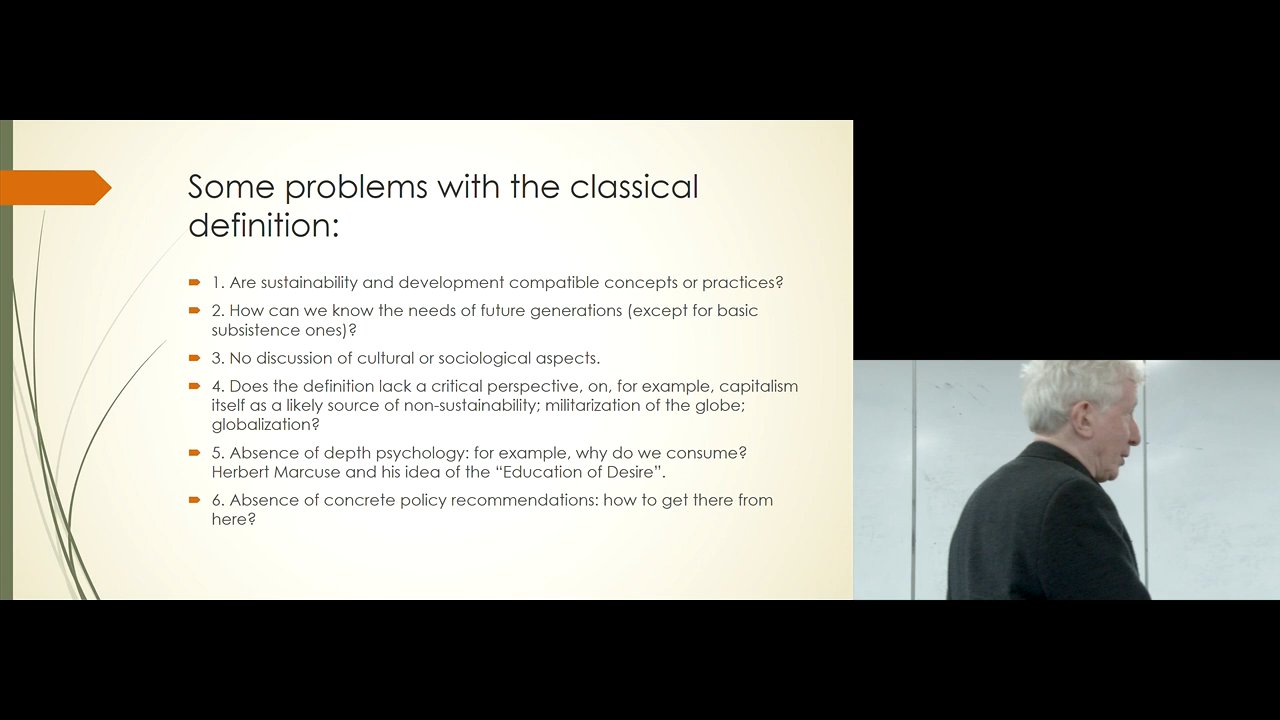 Some problems with the classical
definition:
1. Are sustainability and development compatible concepts or practices?
2. How can we know the needs of future generations (except for basic
subsistence ones)?
3. No discussion of cultural or sociological aspects.
4. Does the definition lack a critical perspective, on, for example, capitalism
itself as a likely source of non-sustainability; militarization of the globe;
globalization?
5. Absence of depth psychology: for example, why do we consume?
Herbert Marcuse and his idea of the “Education of Desire”.
6. Absence of concrete policy recommendations: how to get there from
here?